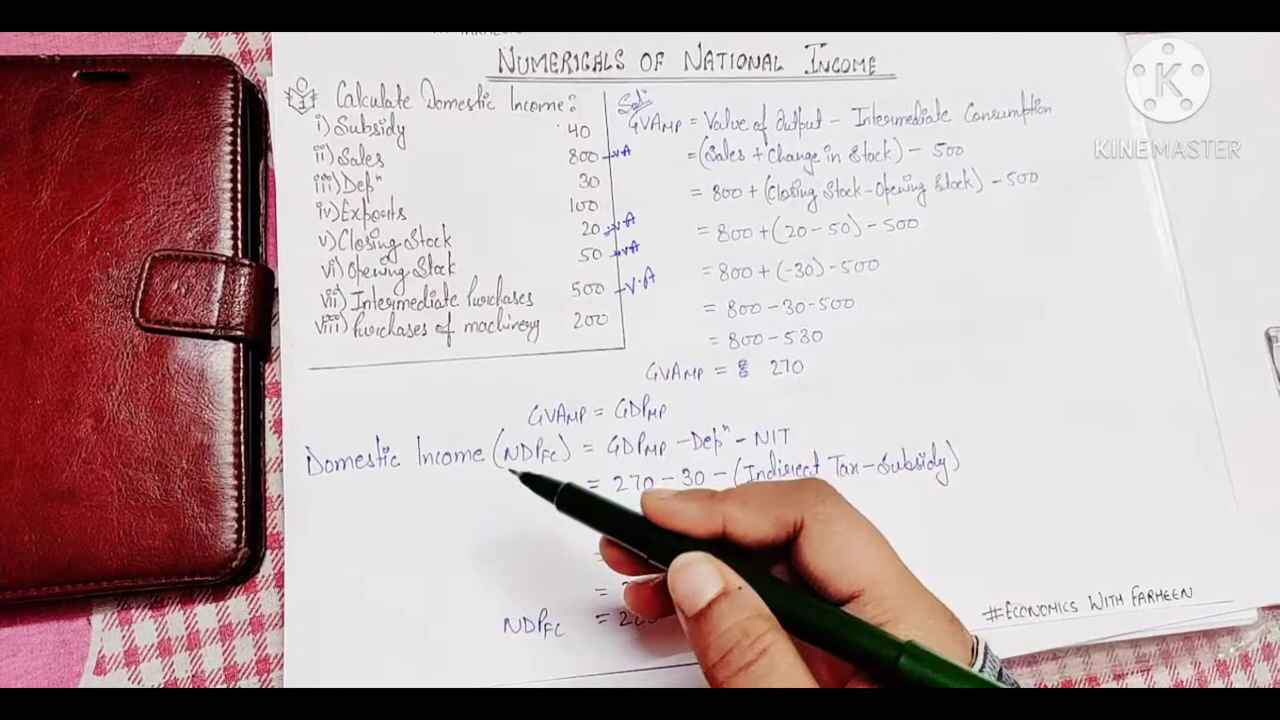 NUMERICALS OF NATIONAL INCOME
K
KINEMASTER
Q1 Calculate Domestic Income:
i) Subsidy 40
ii) Sales 800 → V.A
iii) Depⁿ 30
iv) Exports 100
v) Closing Stock 20 → V.A
vi) Opening Stock 50 → V.A
vii) Intermediate Purchases 500 → V.A
viii) Purchases of machinery 200
Sol:
GVAMP = Value of Output - Intermediate Consumption
= (Sales + Change in Stock) - 500
= 800 + (Closing Stock - Opening Stock) - 500
= 800 + (20 - 50) - 500
= 800 + (-30) - 500
= 800 - 30 - 500
= 800 - 530
GVAMP = 270
GVAMP = GDPMP
Domestic Income (NDPFC) = GDPMP - Depⁿ - NIT
= 270 - 30 - (Indirect Tax - Subsidy)
=
=
NDPFC =
#ECONOMICS WITH FARHEEN